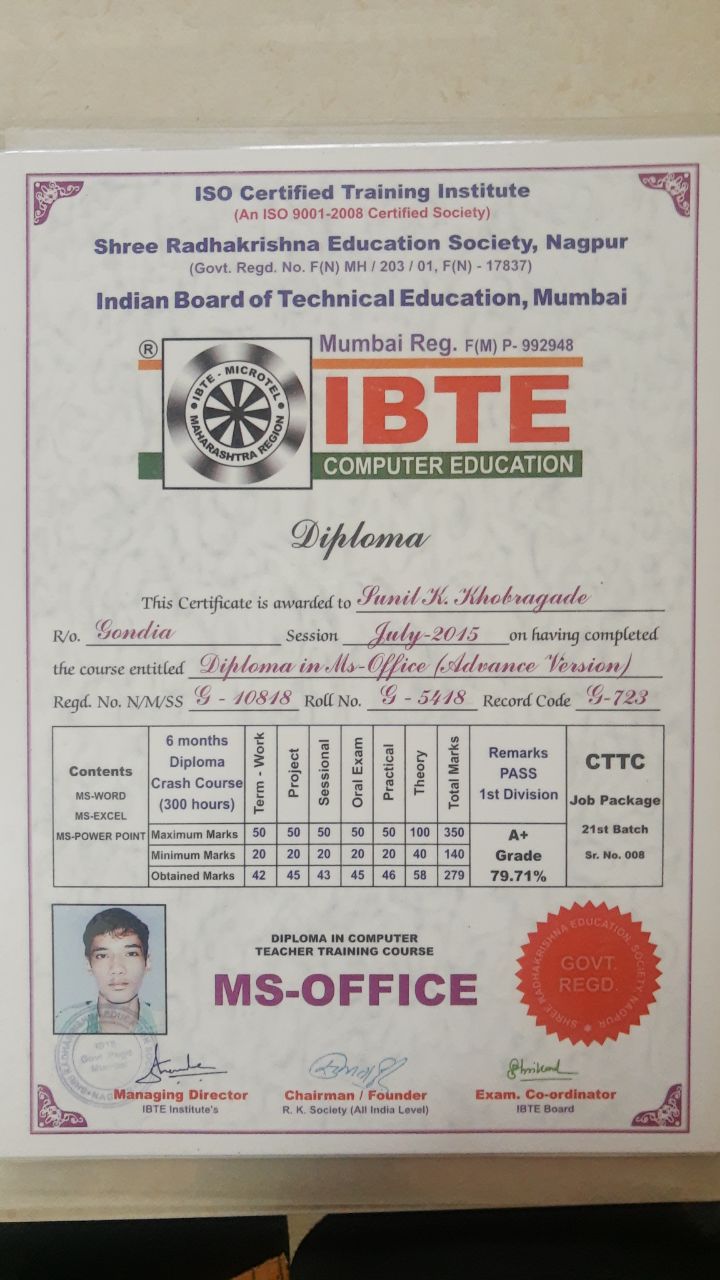 ISO Certified Training Institute
(An ISO 9001-2008 Certified Society)
Shree Radhakrishna Education Society, Nagpur
(Govt. Regd. No. F(N) MH / 203 / 01, F(N) - 17837)
Indian Board of Technical Education, Mumbai
® Mumbai Reg. F(M) P- 992948
IBTE - MICROTEL
MAHARASHTRA REGION
IBTE
COMPUTER EDUCATION
Diploma
This Certificate is awarded to Sunil K. Khobragade
R/o. Gondia Session July-2015 on having completed
the course entitled Diploma in Ms-Office (Advance Version)
Regd. No. N/M/SS G - 10818 Roll No. G - 5418 Record Code G-723
Contents
MS-WORD
MS-EXCEL
MS-POWER POINT
6 months
Diploma
Crash Course
(300 hours)
Term - Work
Project
Sessional
Oral Exam
Practical
Theory
Total Marks
Maximum Marks 50 50 50 50 50 100 350
Minimum Marks 20 20 20 20 20 40 140
Obtained Marks 42 45 43 45 46 58 279
Remarks
PASS
1st Division
A+
Grade
79.71%
CTTC
Job Package
21st Batch
Sr. No. 008
DIPLOMA IN COMPUTER
TEACHER TRAINING COURSE
MS-OFFICE
SHREE RADHAKRISHNA EDUCATION SOCIETY NAGPUR
GOVT.
REGD.
IBTE
Govt Regd
Mumbai
Managing Director
IBTE Institute's
Chairman / Founder
R. K. Society (All India Level)
Exam. Co-ordinator
IBTE Board